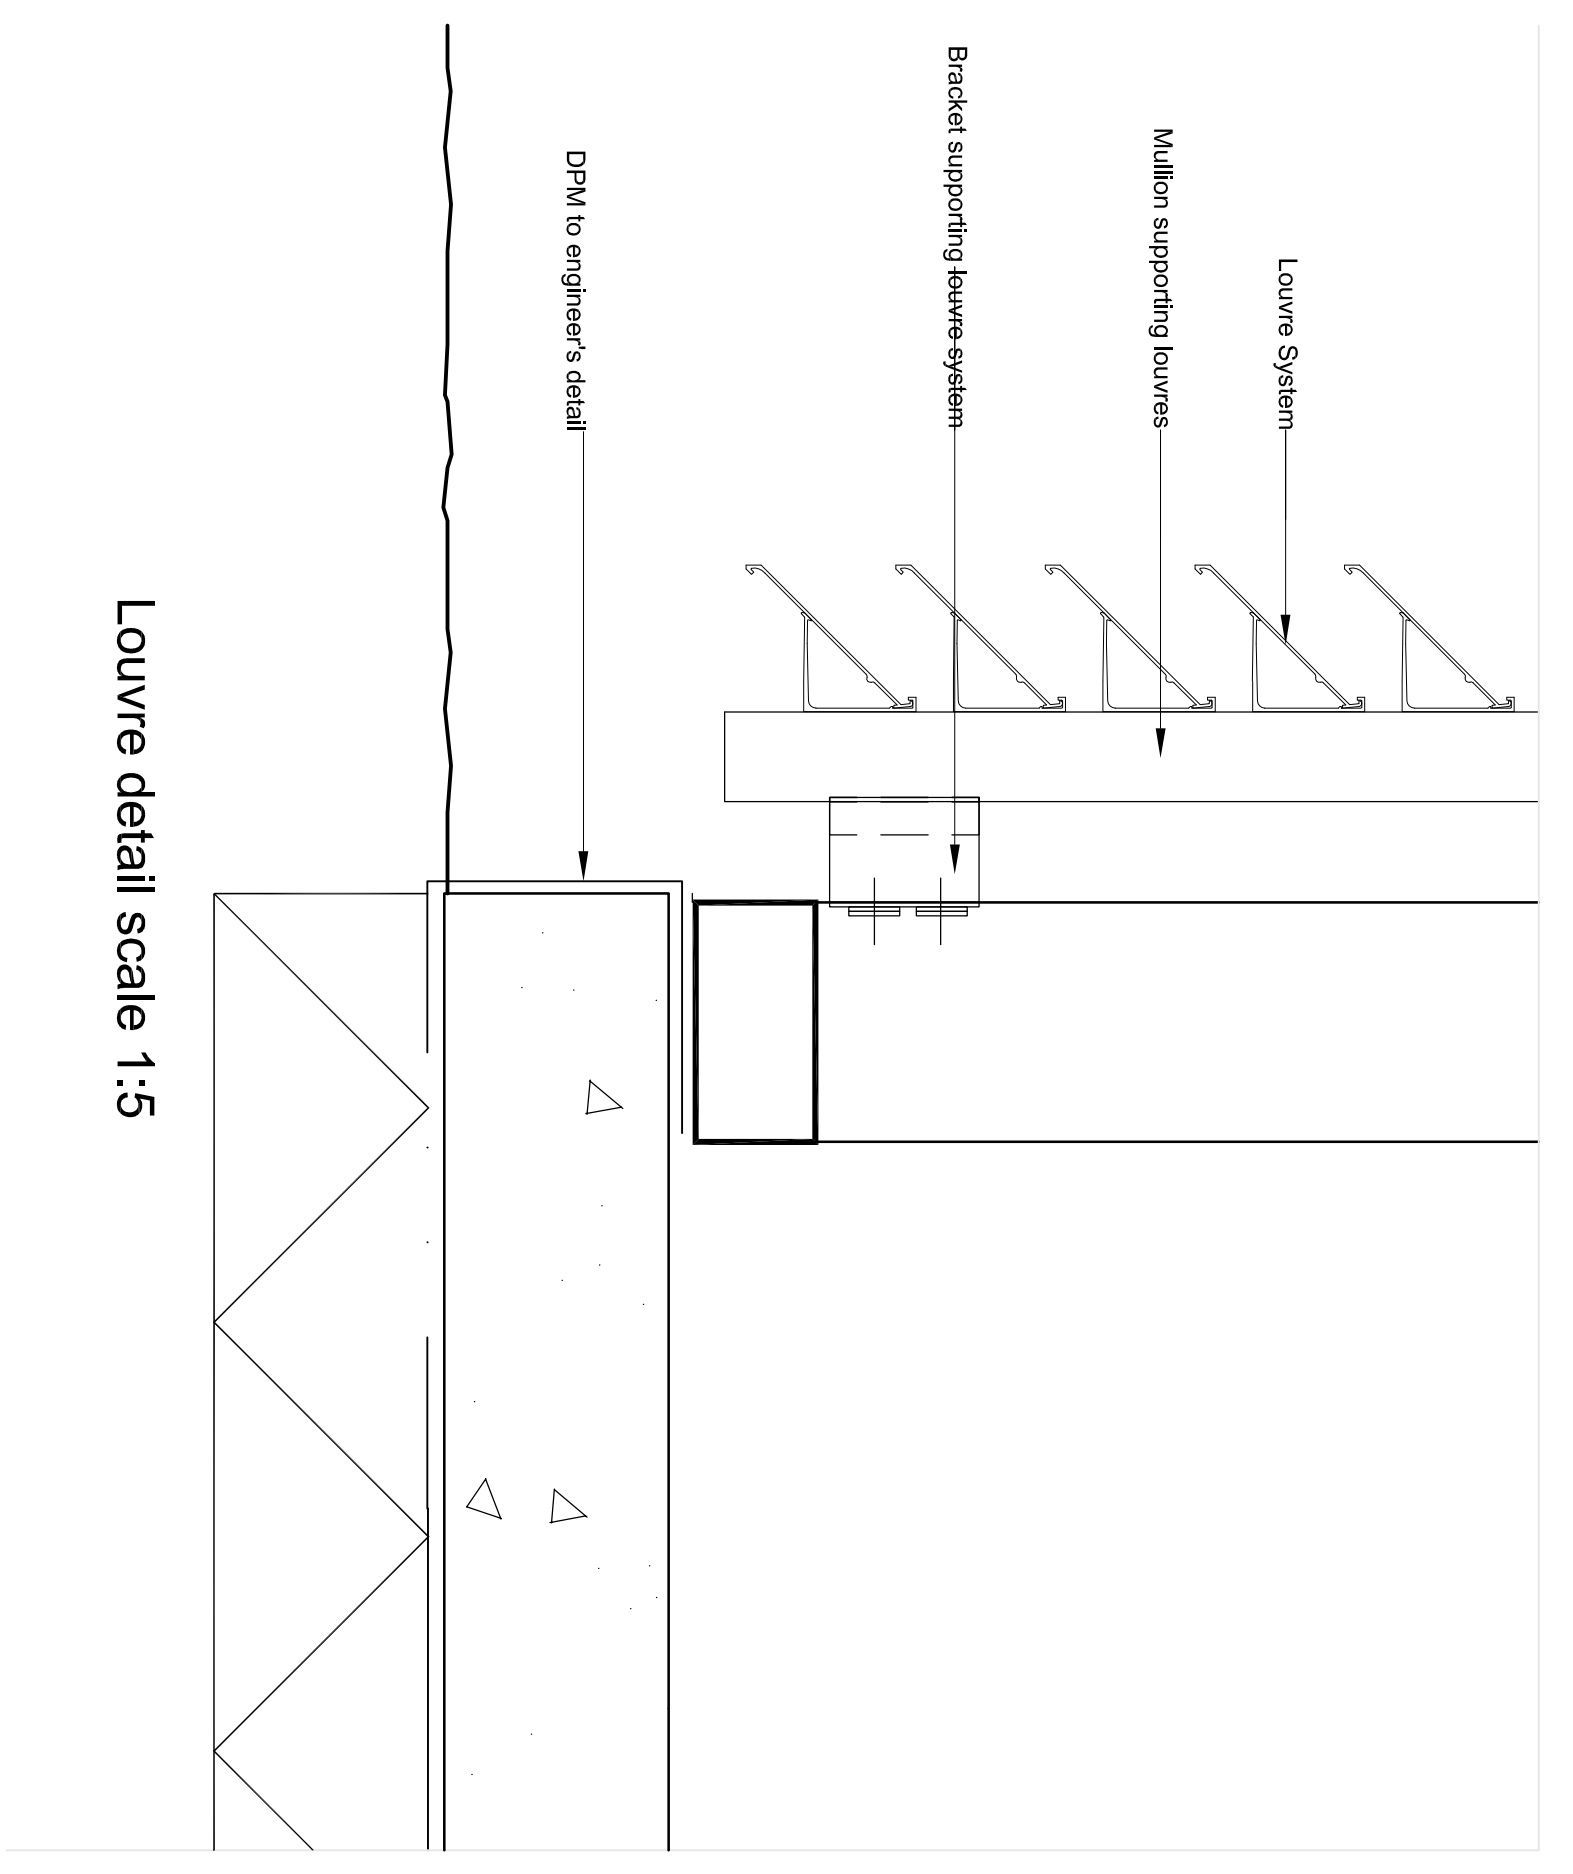 Louvre System
Mullion supporting louvres
Bracket supporting louvre system
DPM to engineer's detail
Louvre detail scale 1:5